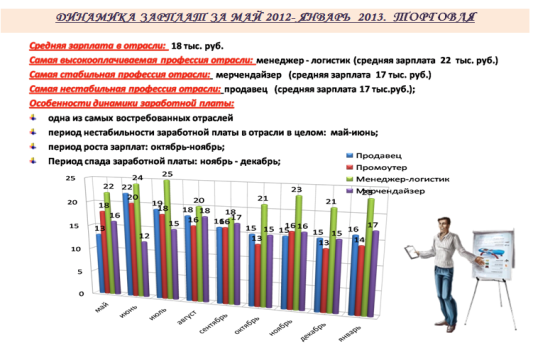 ДИНАМИКА ЗАРПЛАТ ЗА МАЙ 2012- ЯНВАРЬ 2013. ТОРГОВЛЯ
Средняя зарплата в отрасли: 18 тыс. руб.
Самая высокооплачиваемая профессия отрасли: менеджер - логистик (средняя зарплата 22 тыс. руб.)
Самая стабильная профессия отрасли: мерчендайзер (средняя зарплата 17 тыс. руб.)
Самая нестабильная профессия отрасли: продавец (средняя зарплата 17 тыс.руб.);
Особенности динамики заработной платы:
одна из самых востребованных отраслей
период нестабильности заработной платы в отрасли в целом: май-июнь;
период роста зарплат: октябрь-ноябрь;
Период спада заработной платы: ноябрь - декабрь;
Продавец
Промоутер
Менеджер-логистик
Мерчендайзер
25
20
15
10
5
0
13 18 22 16
22 20 24 12
19 18 25 15
18 16 20 18
16 16 18 17
15 13 21 15
15 16 23 16
15 13 21 15
16 14 23 17
май
июнь
июль
август
сентябрь
октябрь
ноябрь
декабрь
январь